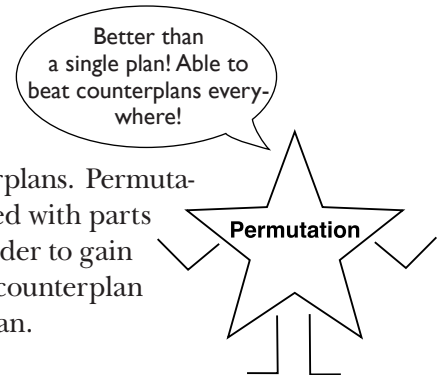 Better than
a single plan! Able to
beat counterplans every-
where!
rplans. Permuta-
ed with parts
der to gain
counterplan
an.
Permutation